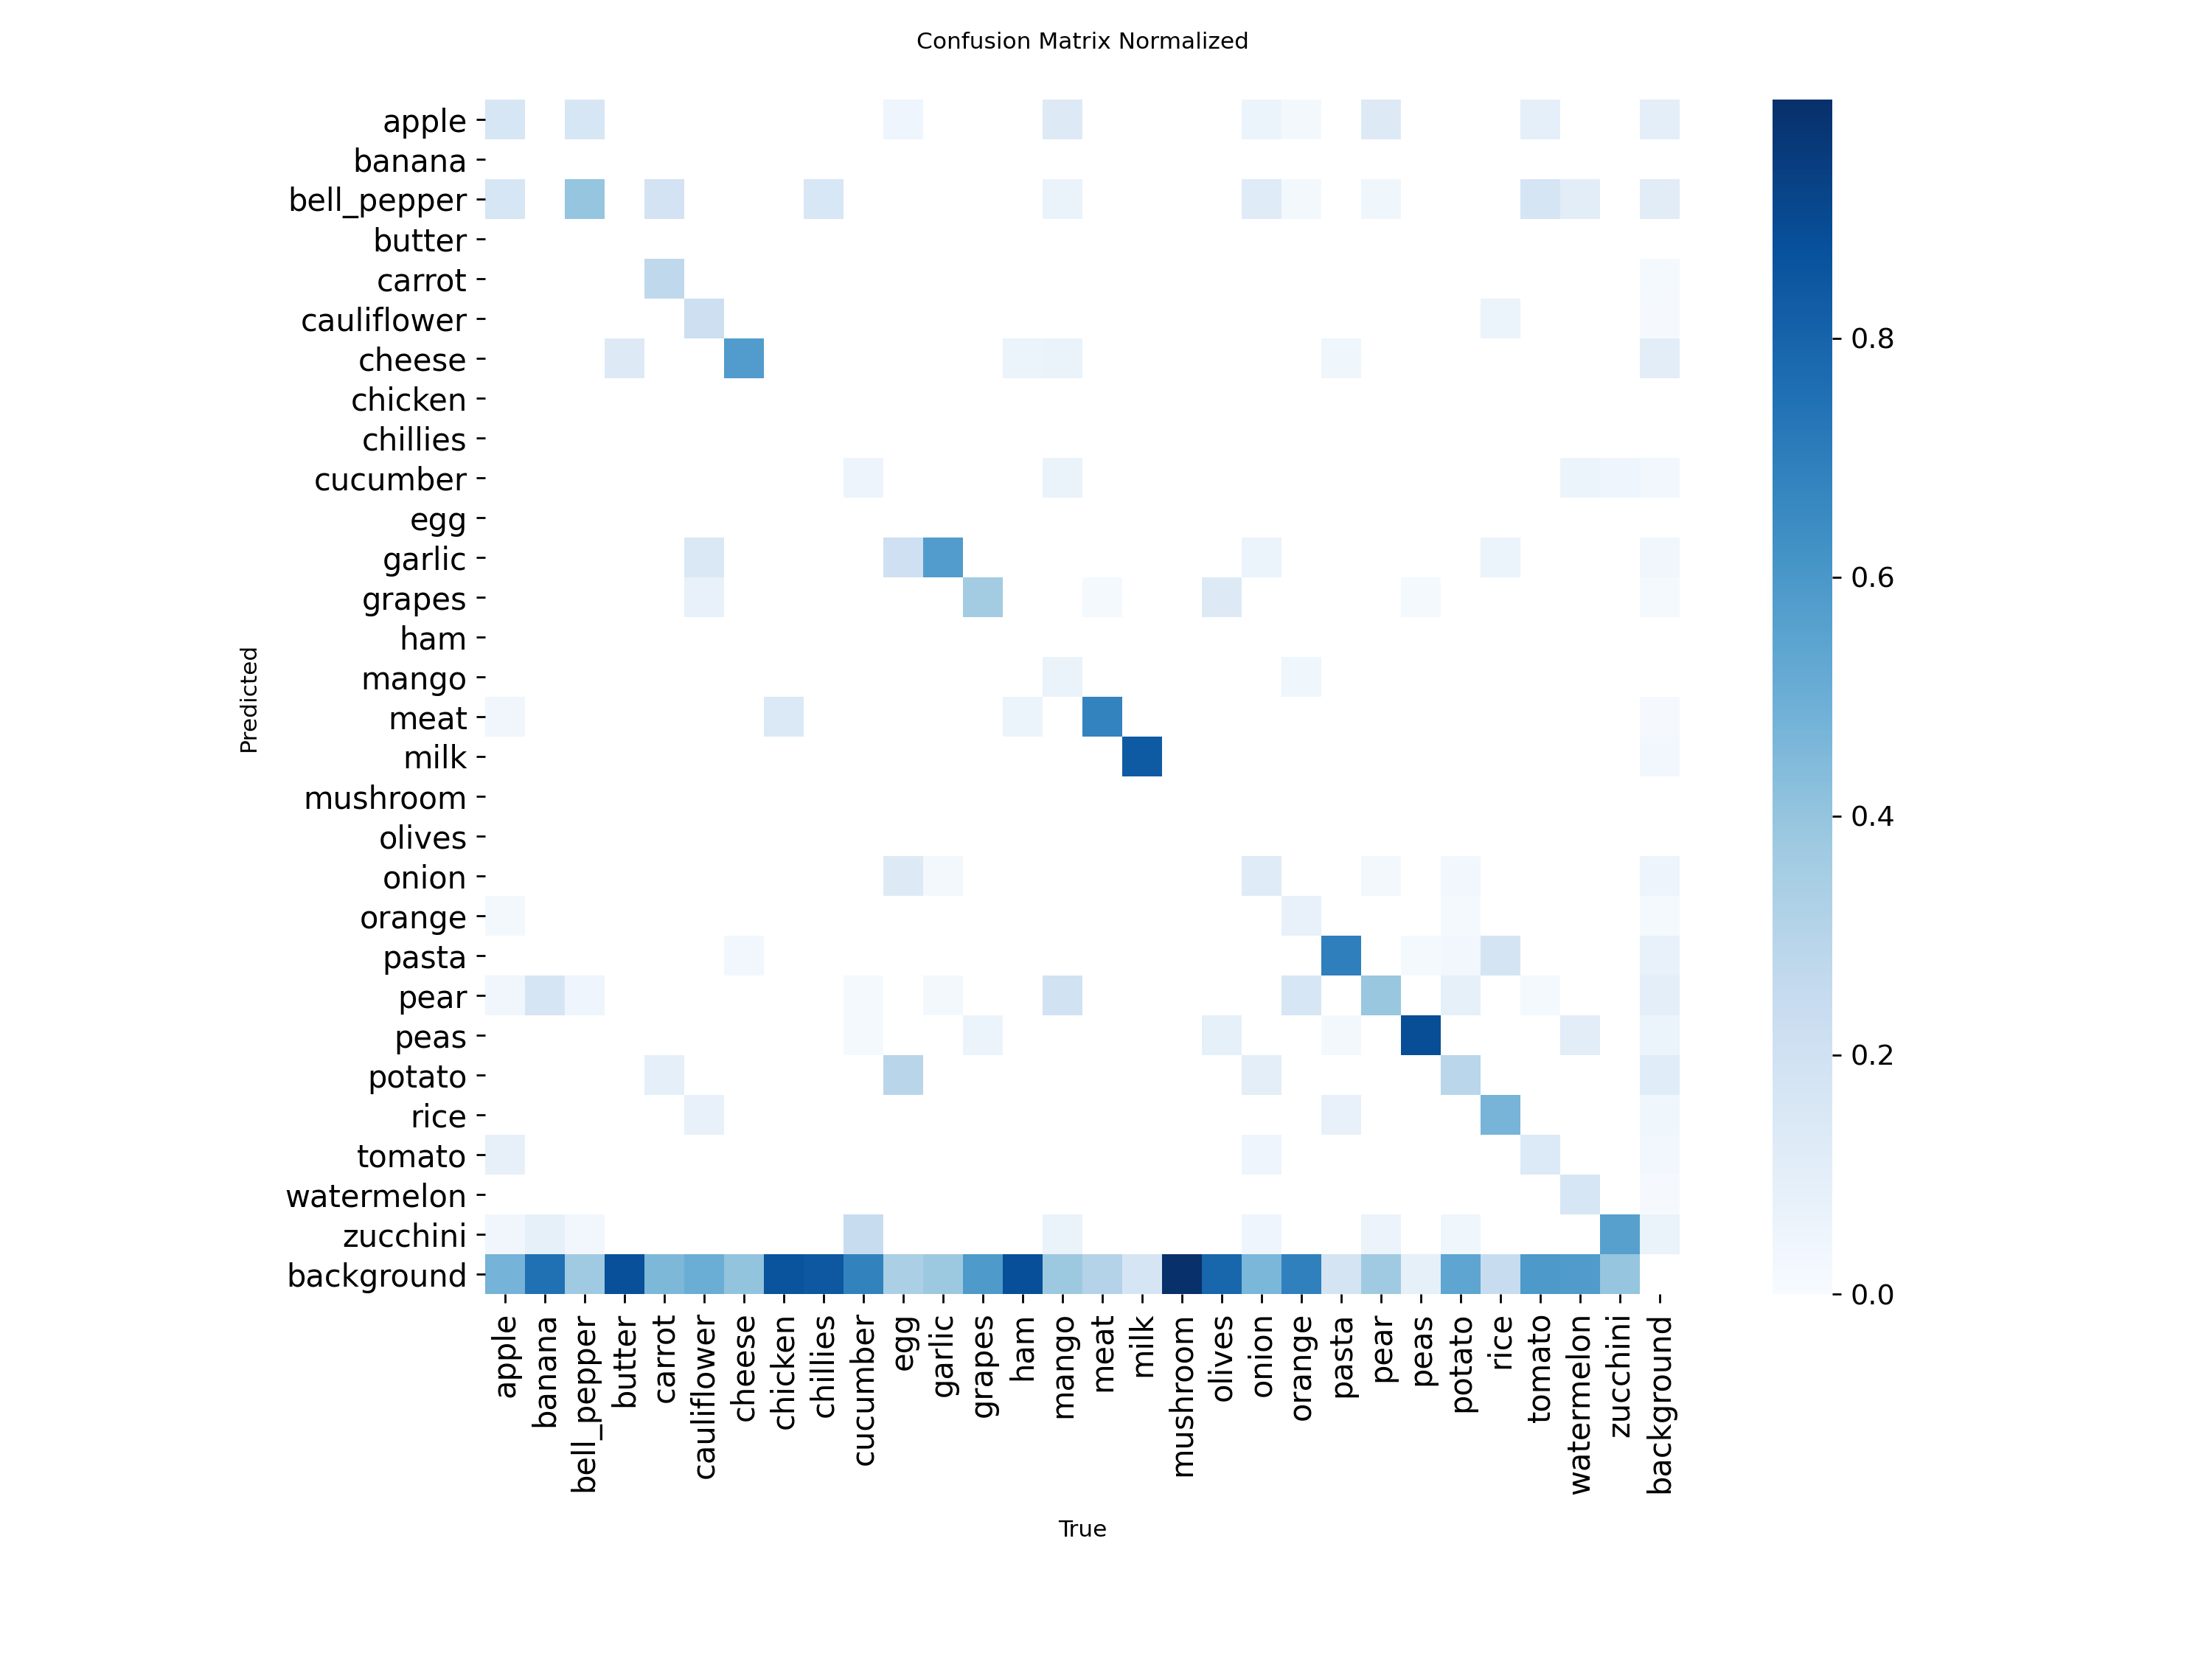 Confusion Matrix Normalized
apple
banana
bell_pepper
butter
carrot
cauliflower
cheese
chicken
chillies
cucumber
egg
garlic
grapes
ham
mango
meat
milk
mushroom
olives
onion
orange
pasta
pear
peas
potato
rice
tomato
watermelon
zucchini
background
Predicted
apple
banana
bell_pepper
butter
carrot
cauliflower
cheese
chicken
chillies
cucumber
egg
garlic
grapes
ham
mango
meat
milk
mushroom
olives
onion
orange
pasta
pear
peas
potato
rice
tomato
watermelon
zucchini
background
True
0.8
0.6
0.4
0.2
0.0